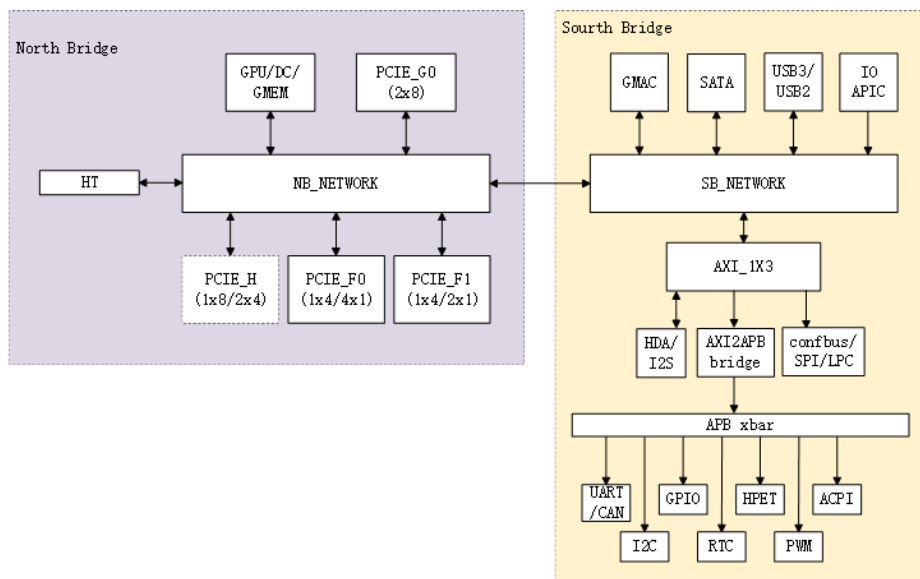 North Bridge
GPU/DC/
GMEM
PCIE_G0
(2x8)
HT
NB_NETWORK
PCIE_H
(1x8/2x4)
PCIE_F0
(1x4/4x1)
PCIE_F1
(1x4/2x1)
Sourth Bridge
GMAC
SATA
USB3/
USB2
IO
APIC
SB_NETWORK
AXI_1X3
HDA/
I2S
AXI2APB
bridge
confbus/
SPI/LPC
APB xbar
UART
/CAN
GPIO
HPET
ACPI
I2C
RTC
PWM